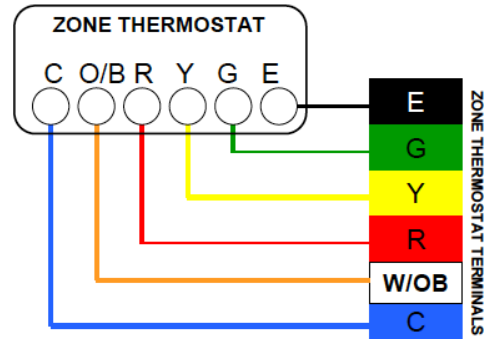 ZONE THERMOSTAT
C O/B R Y G E
E
G
Y
R
W/OB
C
ZONE THERMOSTAT TERMINALS